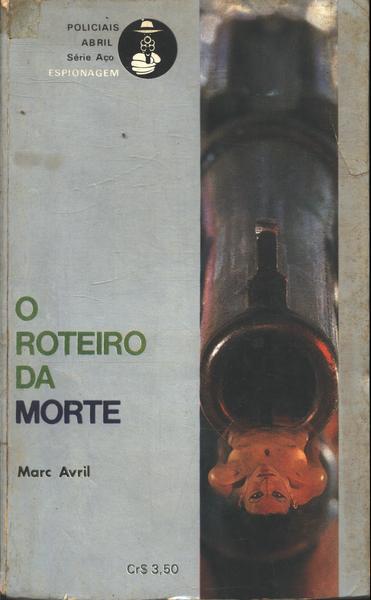 POLICIAIS
ABRIL
Série Aço
ESPIONAGEM
O
ROTEIRO
DA
MORTE
Marc Avril
Cr$ 3,50